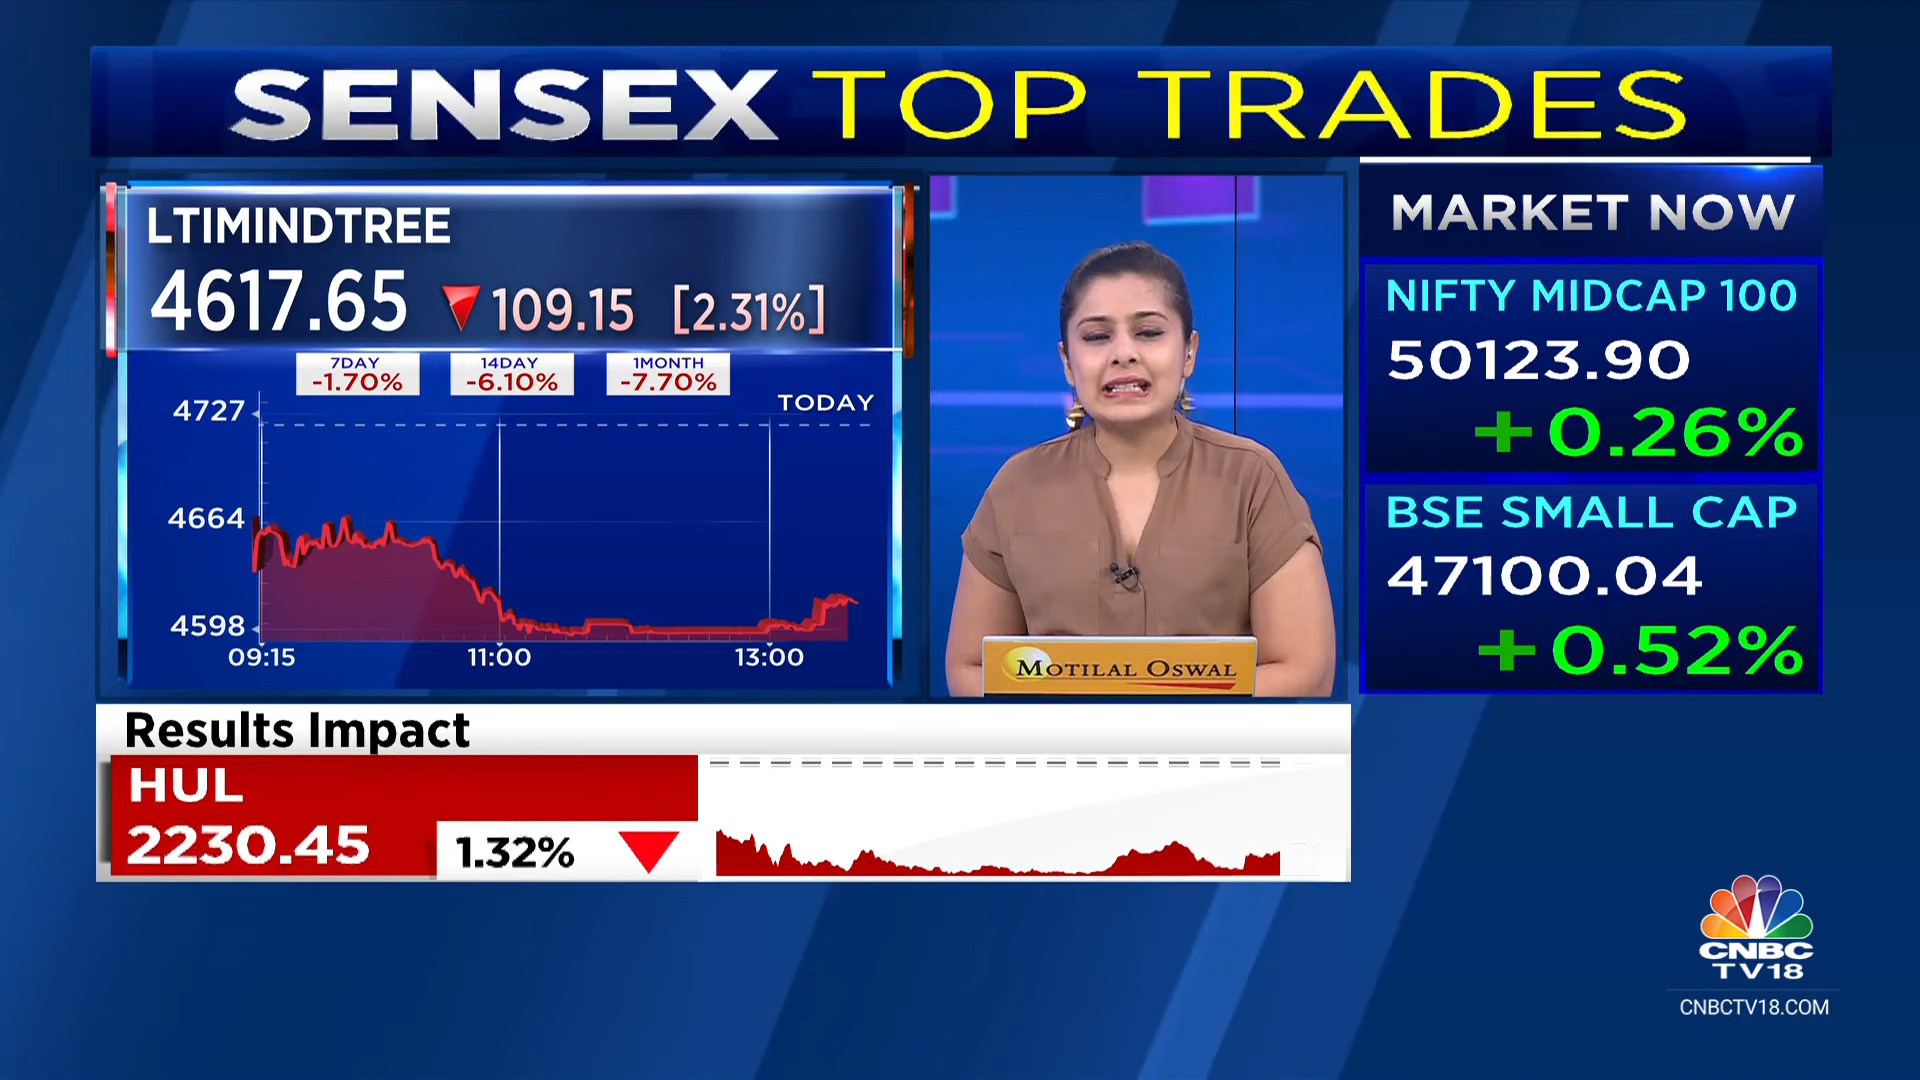 SENSEX TOP TRADES
LTIMINDTREE
4617.65 ▼ 109.15 [2.31%]
7DAY
-1.70%
14DAY
-6.10%
1MONTH
-7.70%
TODAY
4727
4664
4598
09:15 11:00 13:00
MOTILAL OSWAL
MARKET NOW
NIFTY MIDCAP 100
50123.90
+0.26%
BSE SMALL CAP
47100.04
+0.52%
Results Impact
HUL
2230.45 1.32% ▼
CNBC
TV18
CNBCTV18.COM